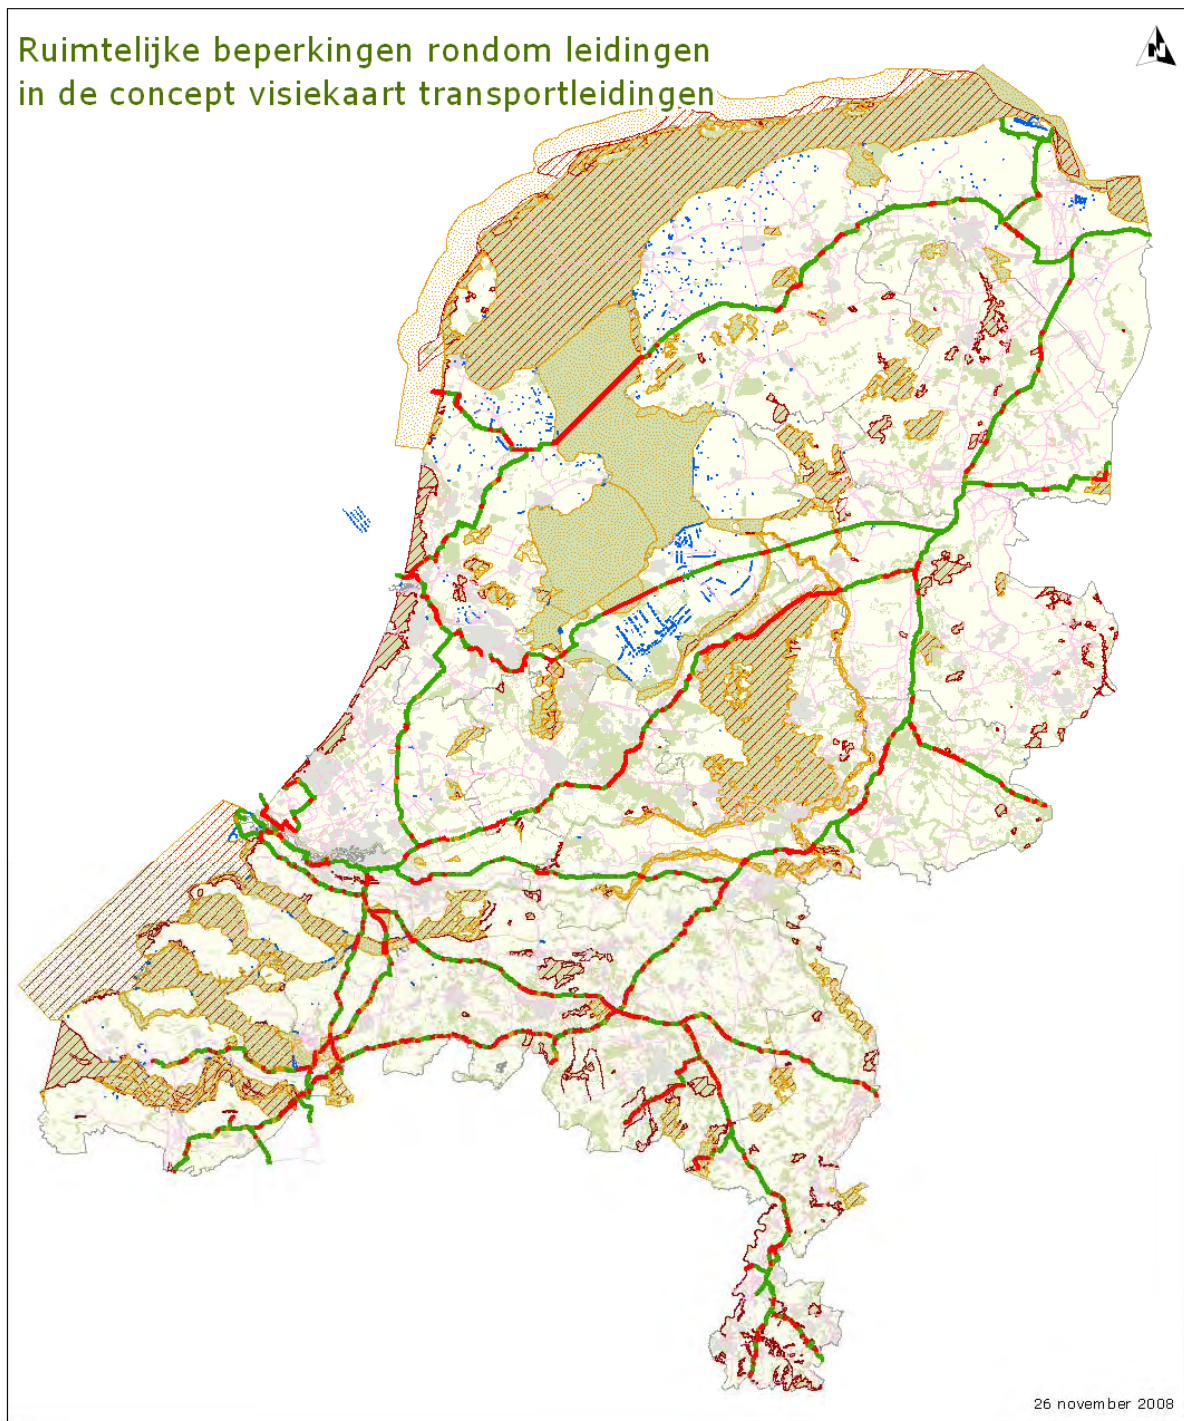 Ruimtelijke beperkingen rondom leidingen
in de concept visiekaart transportleidingen
N
26 november 2008